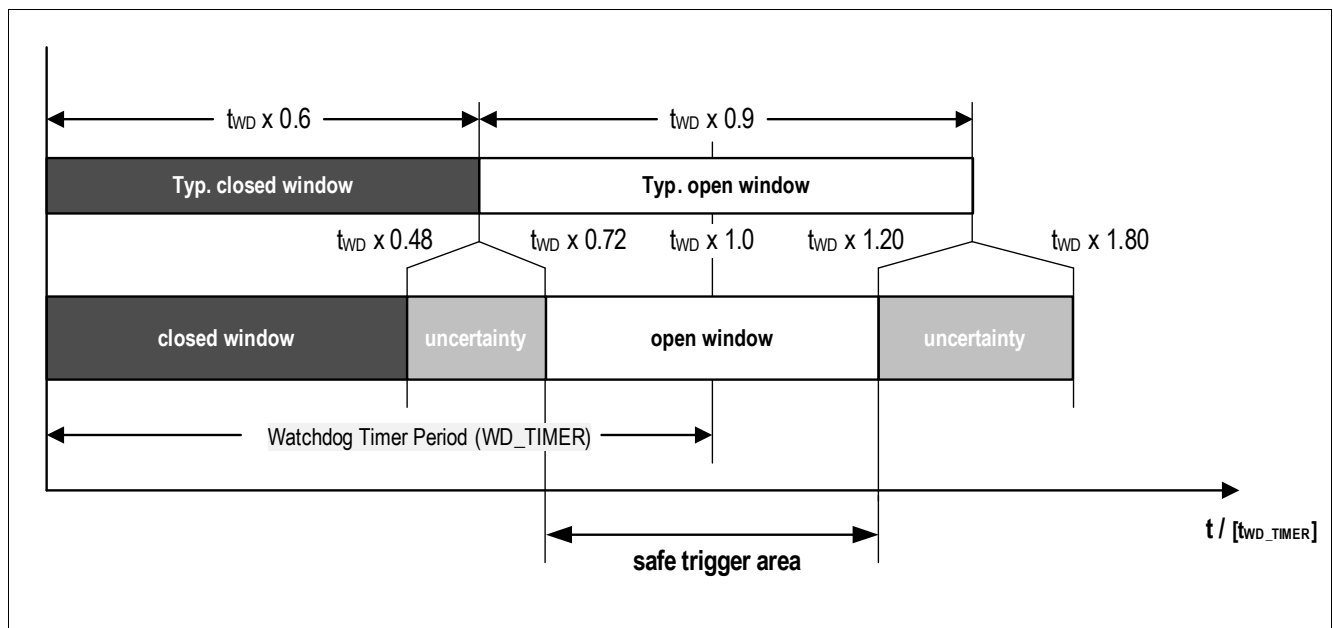 tWD x 0.6
tWD x 0.9
Typ. closed window
Typ. open window
tWD x 0.48
tWD x 0.72
tWD x 1.0
tWD x 1.20
tWD x 1.80
closed window
uncertainty
open window
uncertainty
Watchdog Timer Period (WD_TIMER)
t / [tWD_TIMER]
safe trigger area